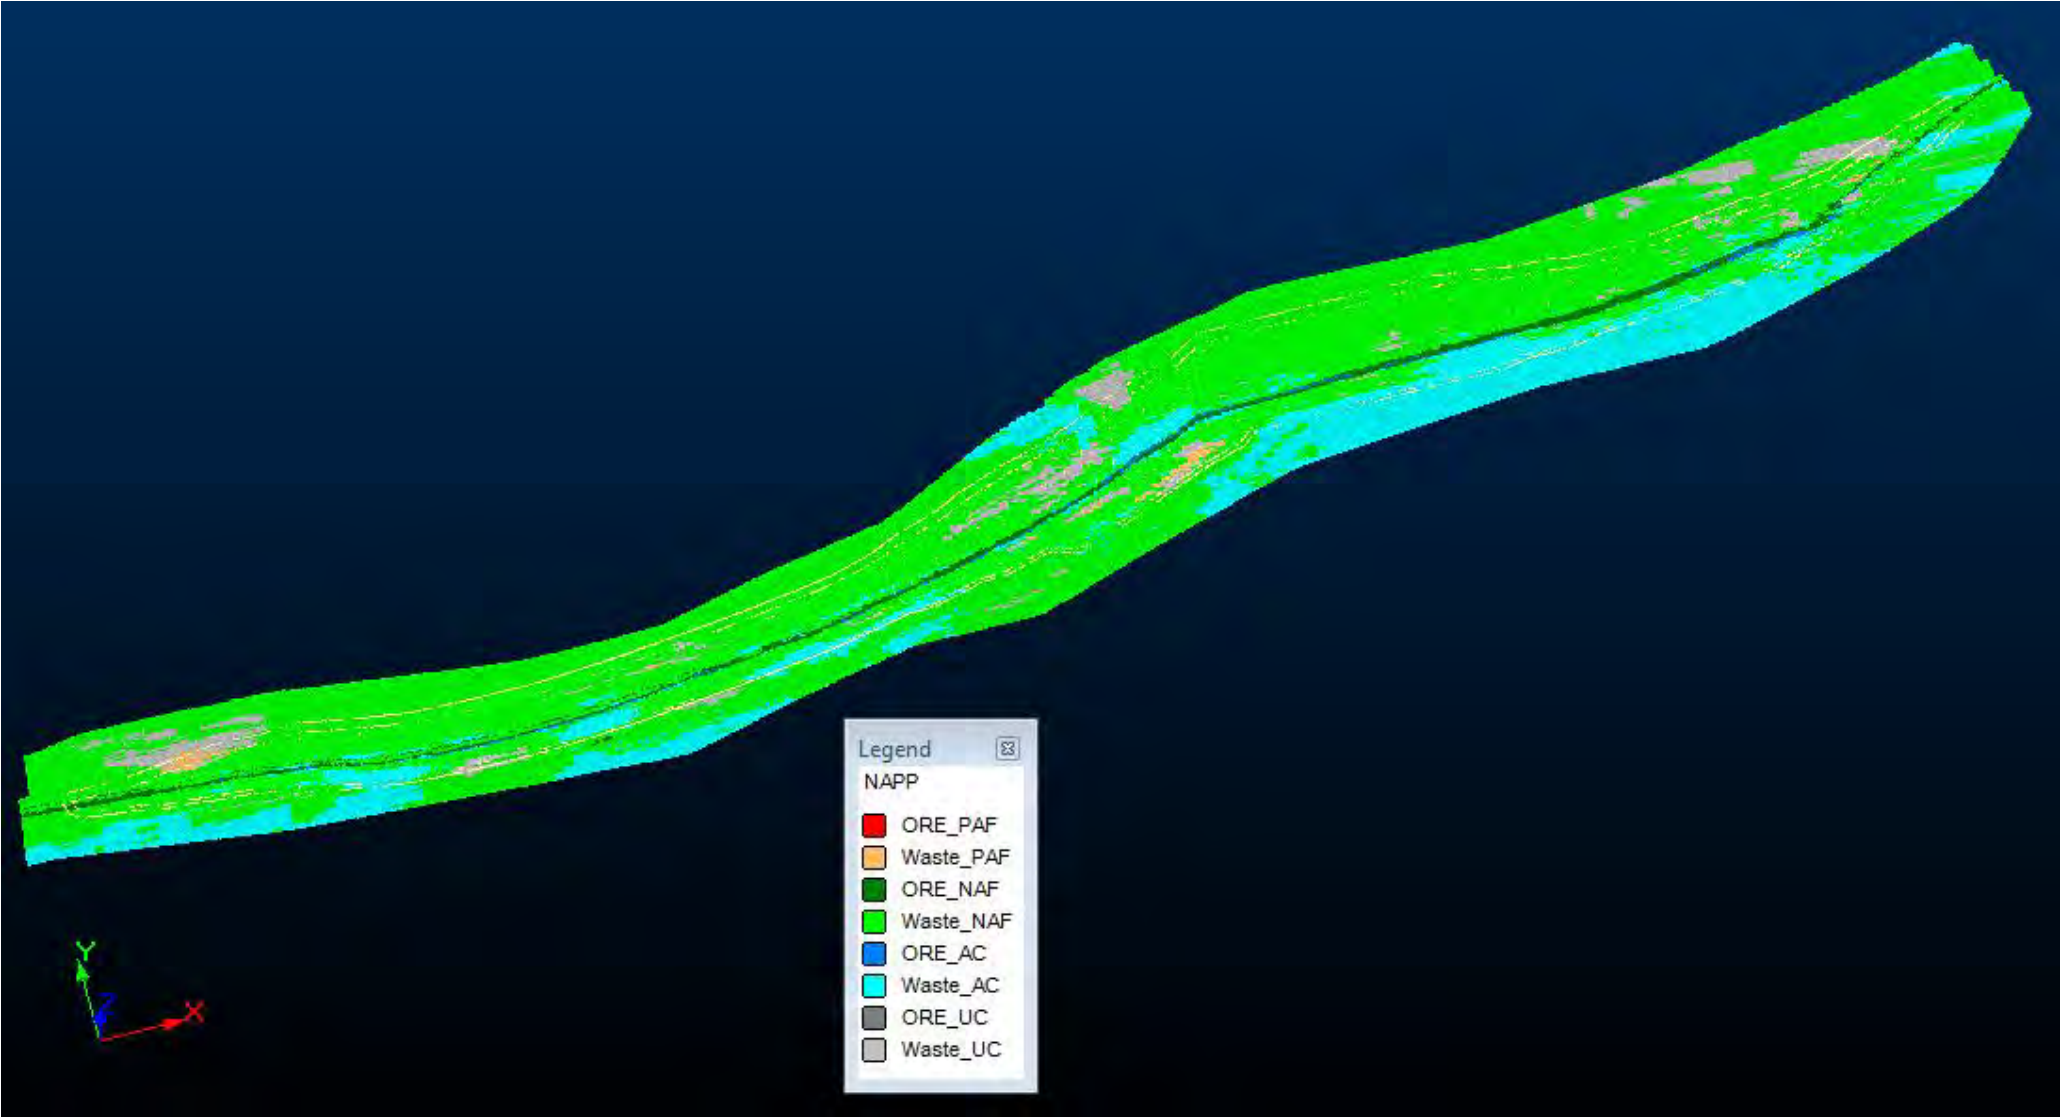 Legend
NAPP
ORE_PAF
Waste_PAF
ORE_NAF
Waste_NAF
ORE_AC
Waste_AC
ORE_UC
Waste_UC
Y
Z
X